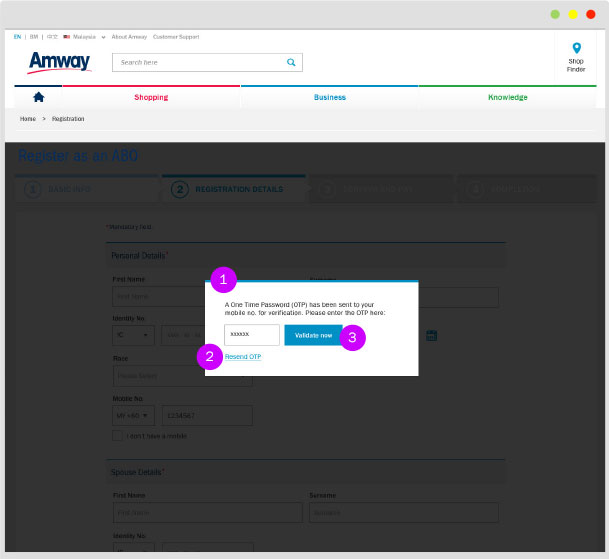 EN | BM | 中文 Malaysia About Amway Customer Support
Amway
Search here
Shop
Finder
Shopping
Business
Knowledge
Home > Registration
Register as an ABO
1 BASIC INFO
2 REGISTRATION DETAILS
3
COMPLETION
*Mandatory field.
Personal Details*
First Name
Surname
First Name
Identity No.
IC
Race
Please Select
Mobile No.
MY +60
1234567
I don't have a mobile
1
A One Time Password (OTP) has been sent to your
mobile no. for verification. Please enter the OTP here:
xxxxxx
Validate now
3
2
Resend OTP
Spouse Details*
First Name
Surname
First Name
Surname
Identity No.